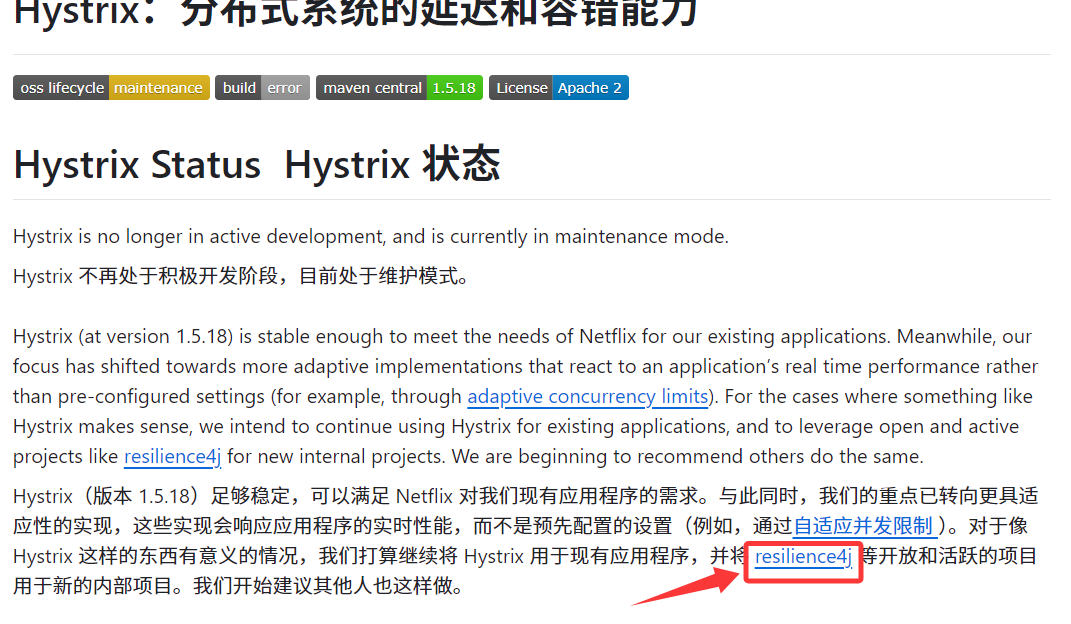 Hystrix：分布式系统的延迟和容错能力
oss lifecycle maintenance build error maven central 1.5.18 License Apache 2
Hystrix Status Hystrix 状态
Hystrix is no longer in active development, and is currently in maintenance mode.
Hystrix 不再处于积极开发阶段，目前处于维护模式。
Hystrix (at version 1.5.18) is stable enough to meet the needs of Netflix for our existing applications. Meanwhile, our
focus has shifted towards more adaptive implementations that react to an application’s real time performance rather
than pre-configured settings (for example, through adaptive concurrency limits). For the cases where something like
Hystrix makes sense, we intend to continue using Hystrix for existing applications, and to leverage open and active
projects like resilience4j for new internal projects. We are beginning to recommend others do the same.
Hystrix（版本 1.5.18）足够稳定，可以满足 Netflix 对我们现有应用程序的需求。与此同时，我们的重点已转向更具适
应性的实现，这些实现会响应应用程序的实时性能，而不是预先配置的设置（例如，通过自适应并发限制 ）。对于像
Hystrix 这样的东西有意义的情况，我们打算继续将 Hystrix 用于现有应用程序，并将 resilience4j 等开放和活跃的项目
用于新的内部项目。我们开始建议其他人也这样做。